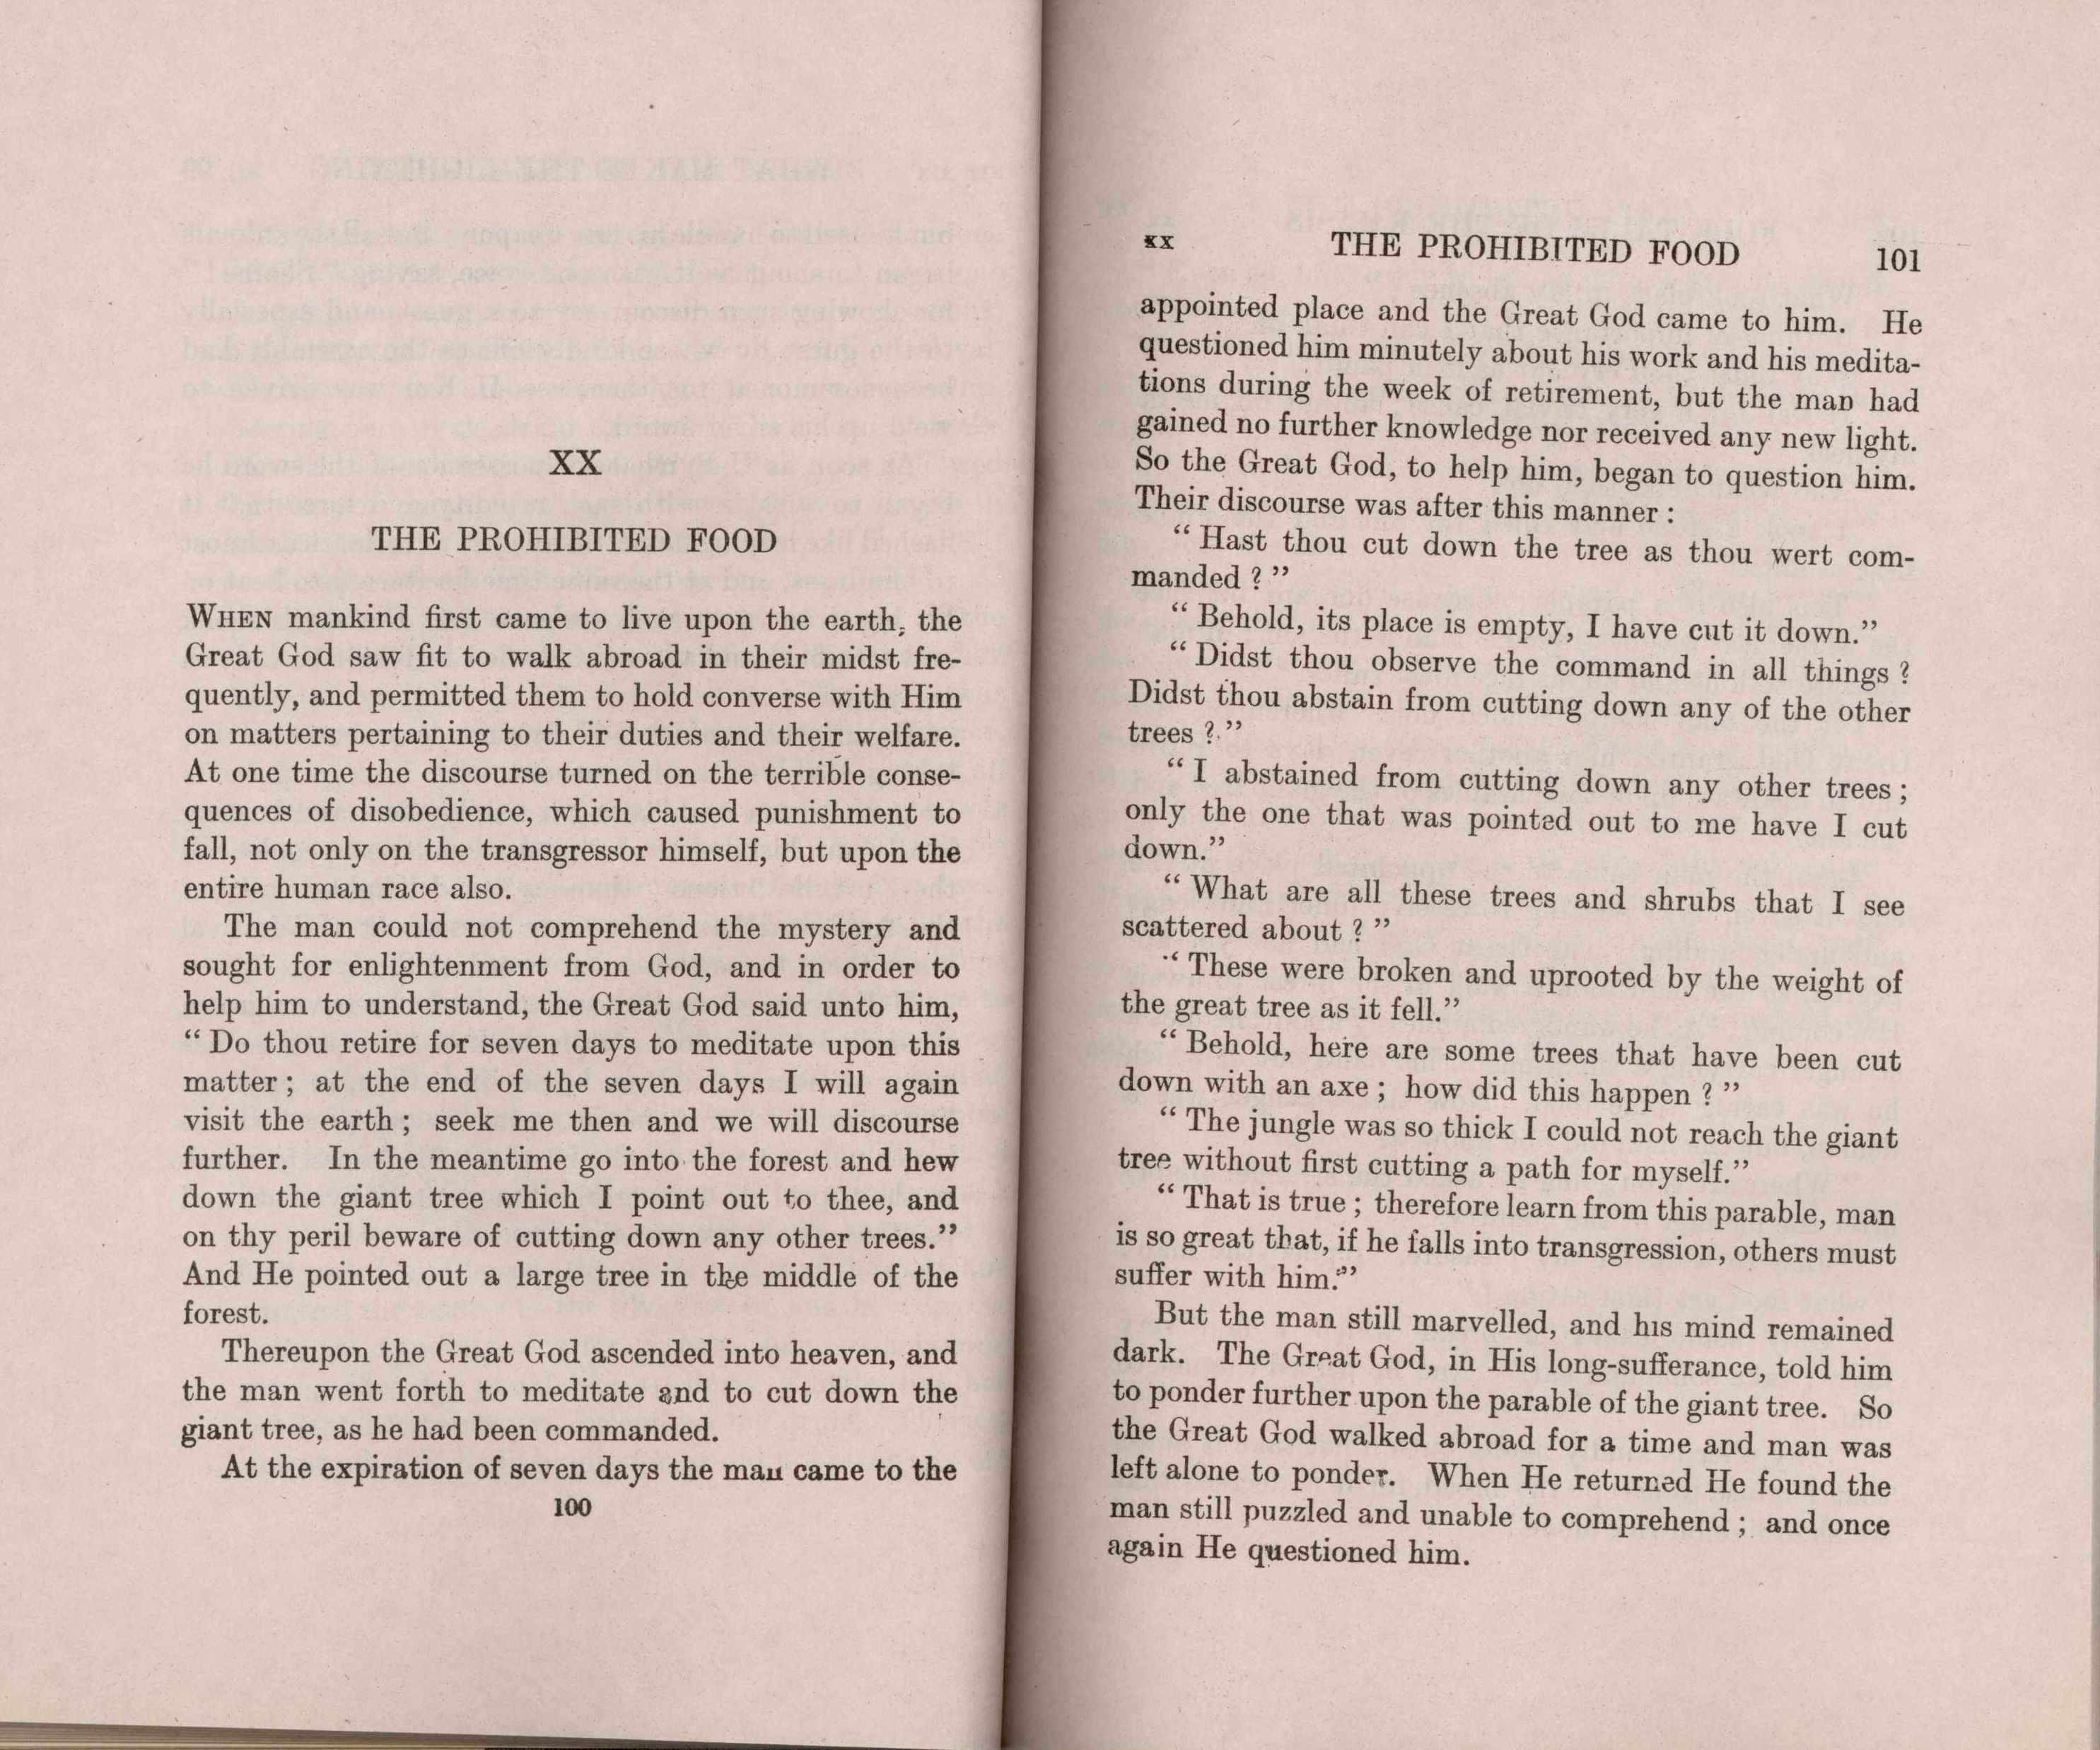 XX
THE PROHIBITED FOOD
WHEN mankind first came to live upon the earth, the
Great God saw fit to walk abroad in their midst fre-
quently, and permitted them to hold converse with Him
on matters pertaining to their duties and their welfare.
At one time the discourse turned on the terrible conse-
quences of disobedience, which caused punishment to
fall, not only on the transgressor himself, but upon the
entire human race also.
The man could not comprehend the mystery and
sought for enlightenment from God, and in order to
help him to understand, the Great God said unto him,
“ Do thou retire for seven days to meditate upon this
matter ; at the end of the seven days I will again
visit the earth ; seek me then and we will discourse
further. In the meantime go into the forest and hew
down the giant tree which I point out to thee, and
on thy peril beware of cutting down any other trees.”
And He pointed out a large tree in the middle of the
forest.
Thereupon the Great God ascended into heaven, and
the man went forth to meditate and to cut down the
giant tree, as he had been commanded.
At the expiration of seven days the man came to the
100
XX THE PROHIBITED FOOD 101
appointed place and the Great God came to him. He
questioned him minutely about his work and his medita-
tions during the week of retirement, but the man had
gained no further knowledge nor received any new light.
So the Great God, to help him, began to question him.
Their discourse was after this manner :
“ Hast thou cut down the tree as thou wert com-
manded ? ”
“ Behold, its place is empty, I have cut it down.”
“ Didst thou observe the command in all things ?
Didst thou abstain from cutting down any of the other
trees ? ”
“ I abstained from cutting down any other trees ;
only the one that was pointed out to me have I cut
down.”
“ What are all these trees and shrubs that I see
scattered about ? ”
“ These were broken and uprooted by the weight of
the great tree as it fell.”
“ Behold, here are some trees that have been cut
down with an axe ; how did this happen ? ”
“ The jungle was so thick I could not reach the giant
tree without first cutting a path for myself.”
“ That is true ; therefore learn from this parable, man
is so great that, if he falls into transgression, others must
suffer with him.”
But the man still marvelled, and his mind remained
dark. The Great God, in His long-sufferance, told him
to ponder further upon the parable of the giant tree. So
the Great God walked abroad for a time and man was
left alone to ponder. When He returned He found the
man still puzzled and unable to comprehend ; and once
again He questioned him.